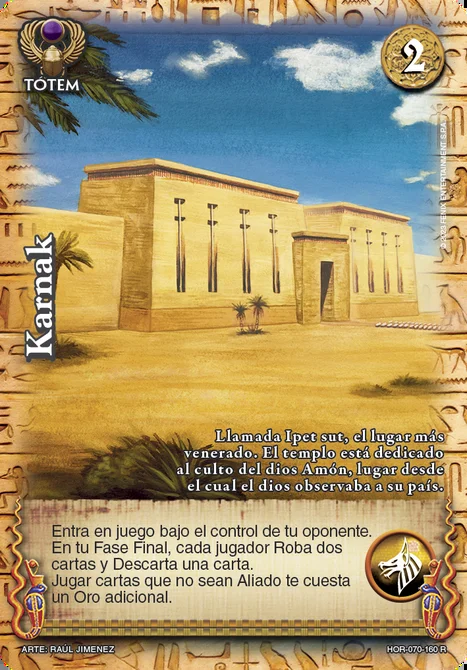 TÓTEM
2
Karnak
©2023 FENIX ENTERTAINMENT S.P.A.
Llamada Ipet sut, el lugar más
venerado. El templo está dedicado
al culto del dios Amón, lugar desde
el cual el dios observaba a su país.
Entra en juego bajo el control de tu oponente.
En tu Fase Final, cada jugador Roba dos
cartas y Descarta una carta.
Jugar cartas que no sean Aliado te cuesta
un Oro adicional.
ARTE: RAÚL JIMENEZ
HOR-070-160 R